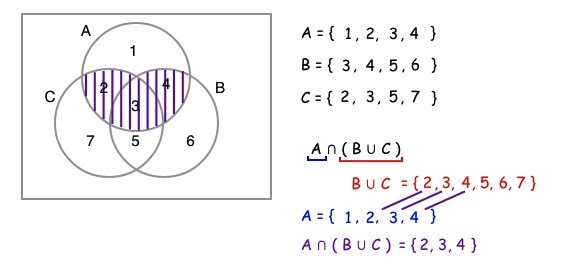 A
1
2
4
3
C
B
7
5
6
A = { 1, 2, 3, 4 }
B = { 3, 4, 5, 6 }
C = { 2, 3, 5, 7 }
A ∩ ( B ∪ C )
B ∪ C = { 2, 3, 4, 5, 6, 7 }
A = { 1, 2, 3, 4 }
A ∩ ( B ∪ C ) = { 2, 3, 4 }